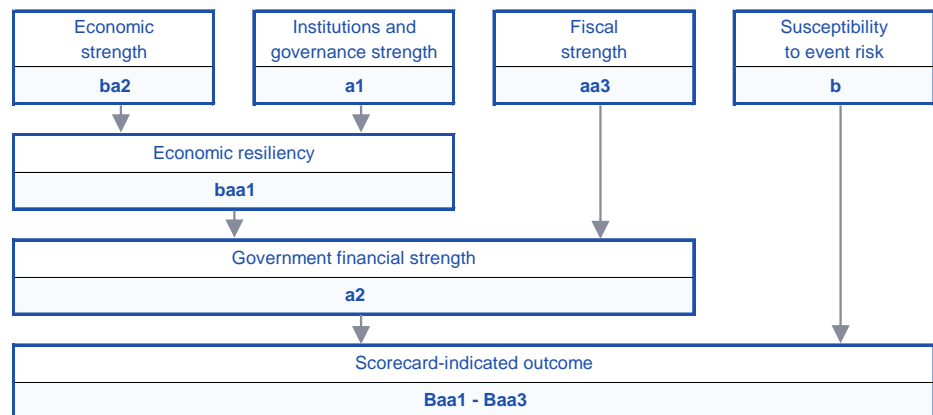 Economic
strength
ba2
Institutions and
governance strength
a1
Fiscal
strength
aa3
Susceptibility
to event risk
b
Economic resiliency
baa1
Government financial strength
a2
Scorecard-indicated outcome
Baa1 - Baa3